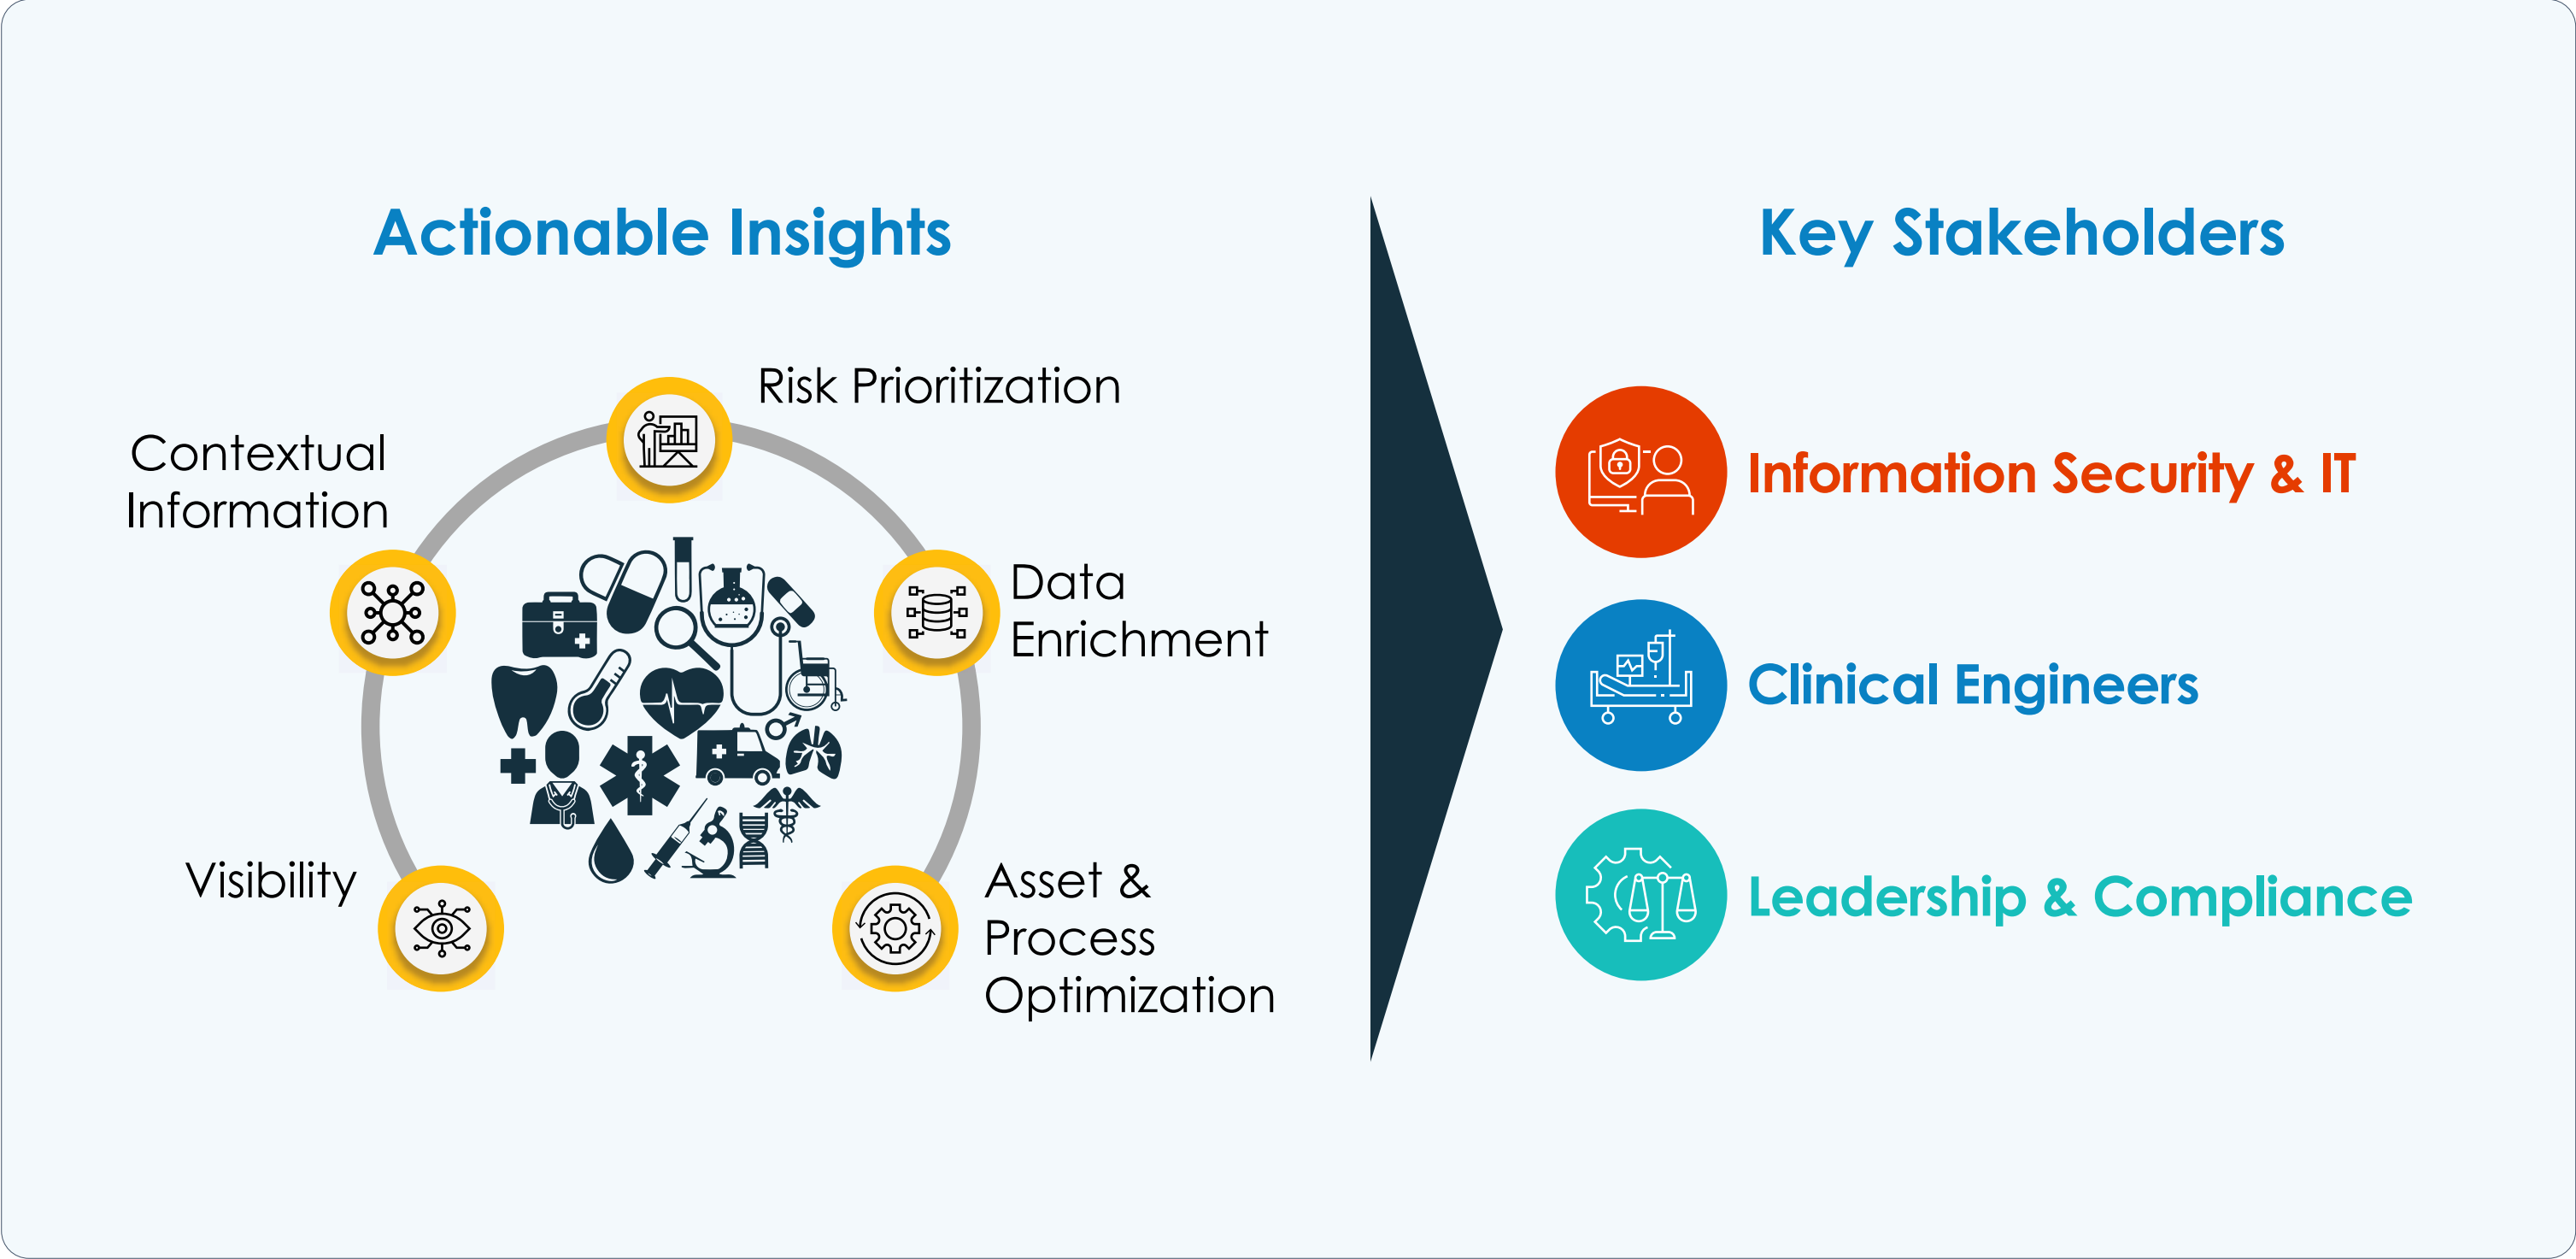 Actionable Insights
Risk Prioritization
Contextual
Information
Data
Enrichment
Visibility
Asset &
Process
Optimization
Key Stakeholders
Information Security & IT
Clinical Engineers
Leadership & Compliance